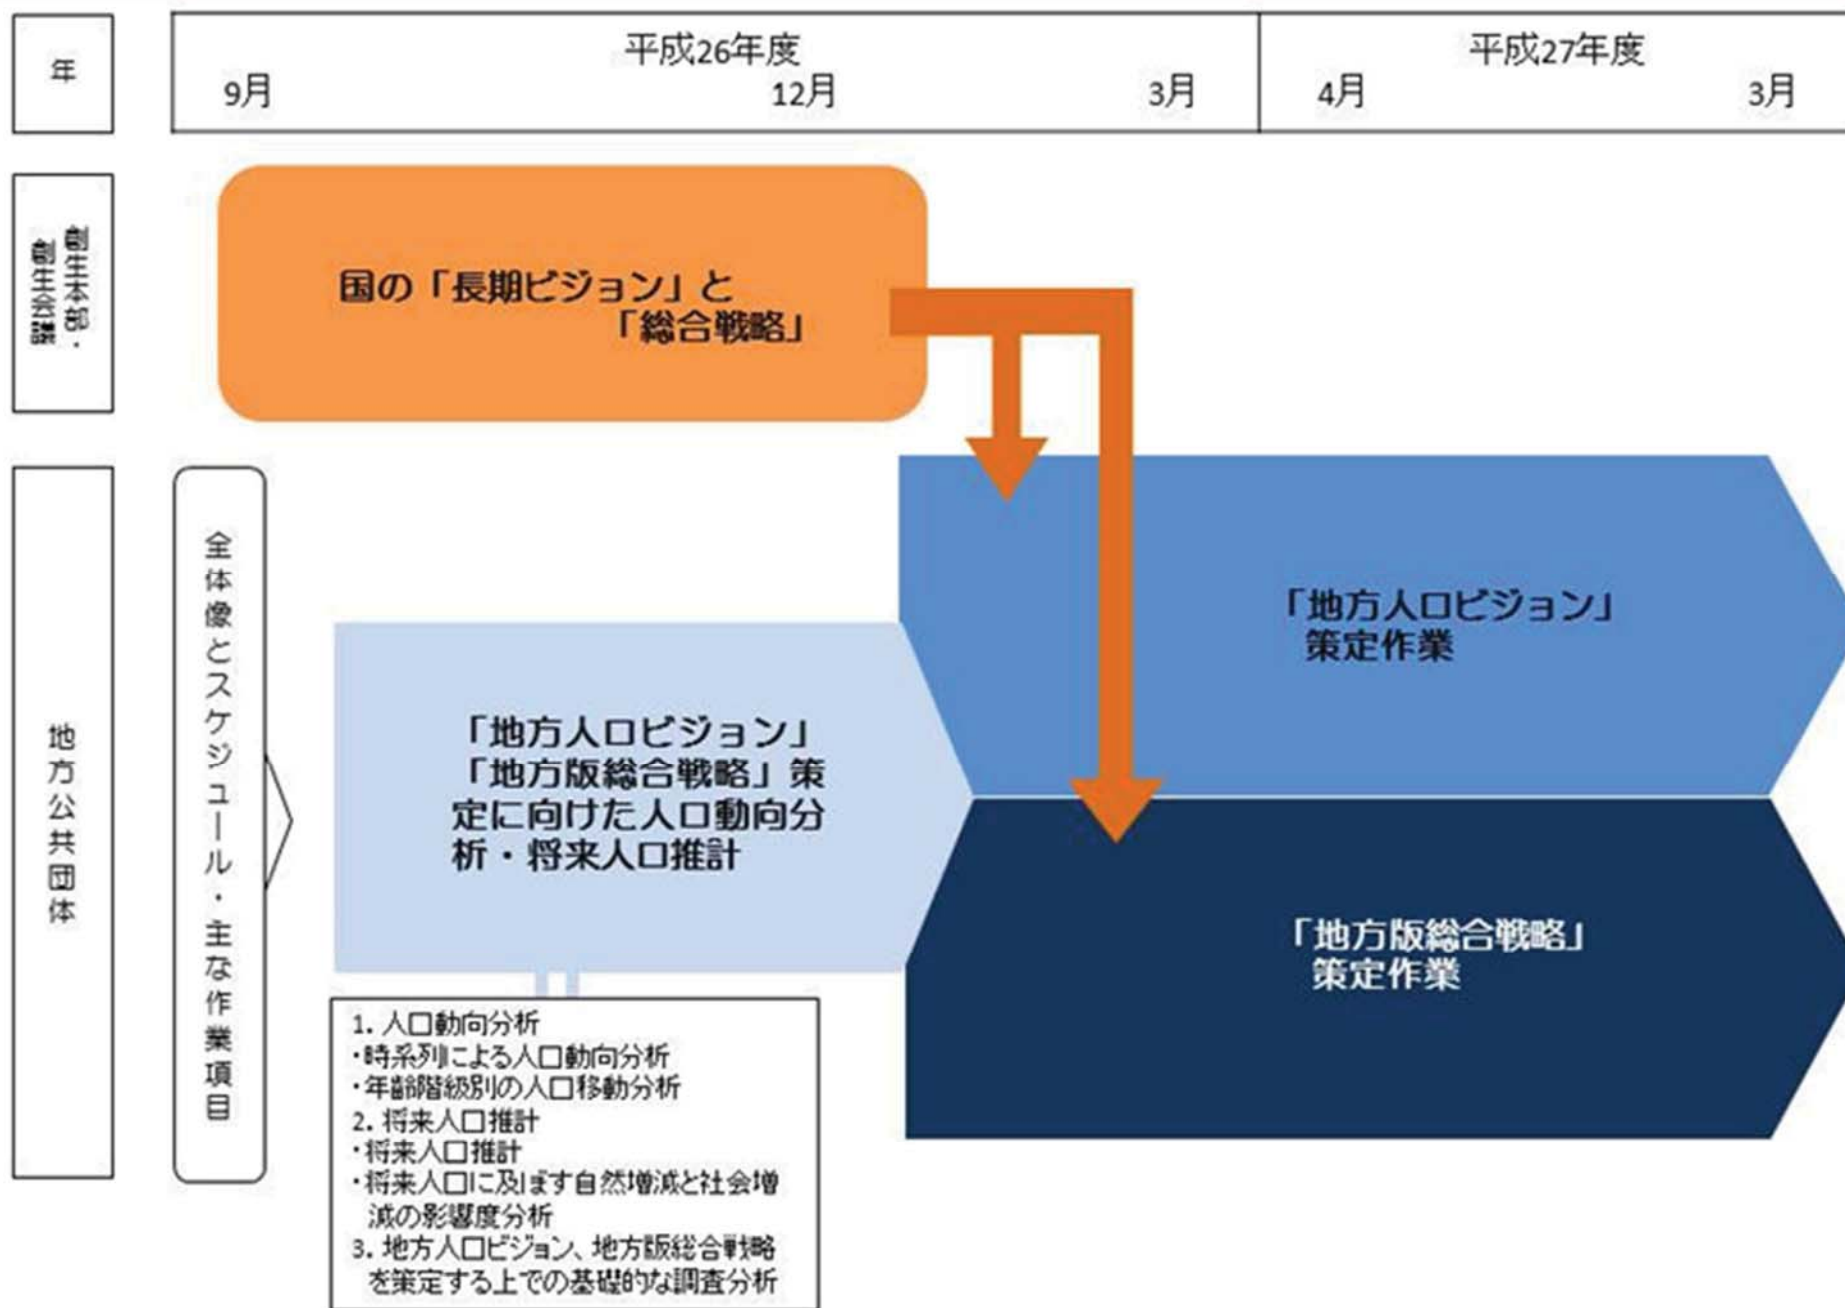 年
平成26年度
平成27年度
9月
12月
3月
4月
3月
創生本部・
創生会議
国の「長期ビジョン」と
「総合戦略」
地方公共団体
全体像とスケジュール・主な作業項目
「地方人口ビジョン」
「地方版総合戦略」策
定に向けた人口動向分
析・将来人口推計
「地方人口ビジョン」
策定作業
「地方版総合戦略」
策定作業
1. 人口動向分析
・時系列による人口動向分析
・年齢階級別の人口移動分析
2. 将来人口推計
・将来人口推計
・将来人口に及ぼす自然増減と社会増
減の影響度分析
3. 地方人口ビジョン、地方版総合戦略
を策定する上での基礎的な調査分析